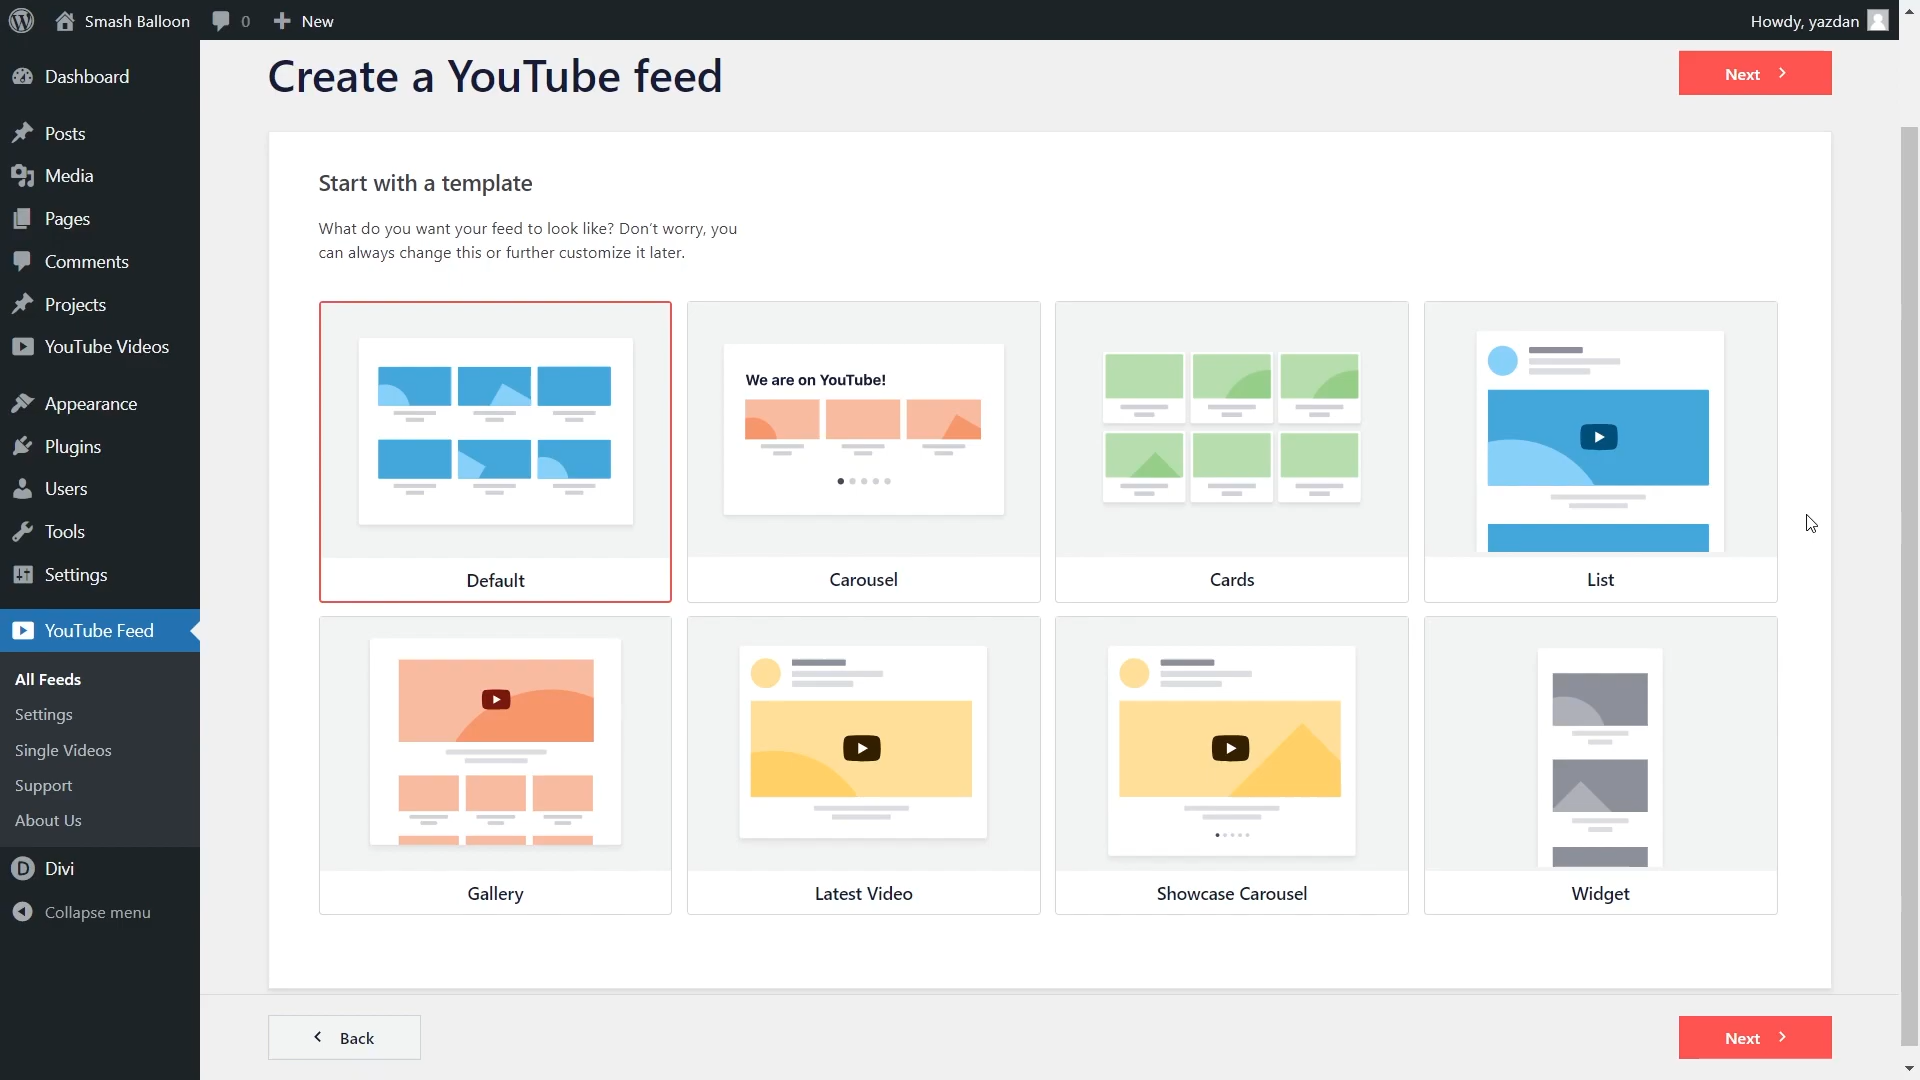 Smash Balloon
0
New
Howdy, yazdan
Dashboard
Posts
Media
Pages
Comments
Projects
YouTube Videos
Appearance
Plugins
Users
Tools
Settings
YouTube Feed
All Feeds
Settings
Single Videos
Support
About Us
Divi
Collapse menu
Create a YouTube feed
Next
Start with a template
What do you want your feed to look like? Don't worry, you
can always change this or further customize it later.
Default
We are on YouTube!
Carousel
Cards
List
Gallery
Latest Video
Showcase Carousel
Widget
Back
Next